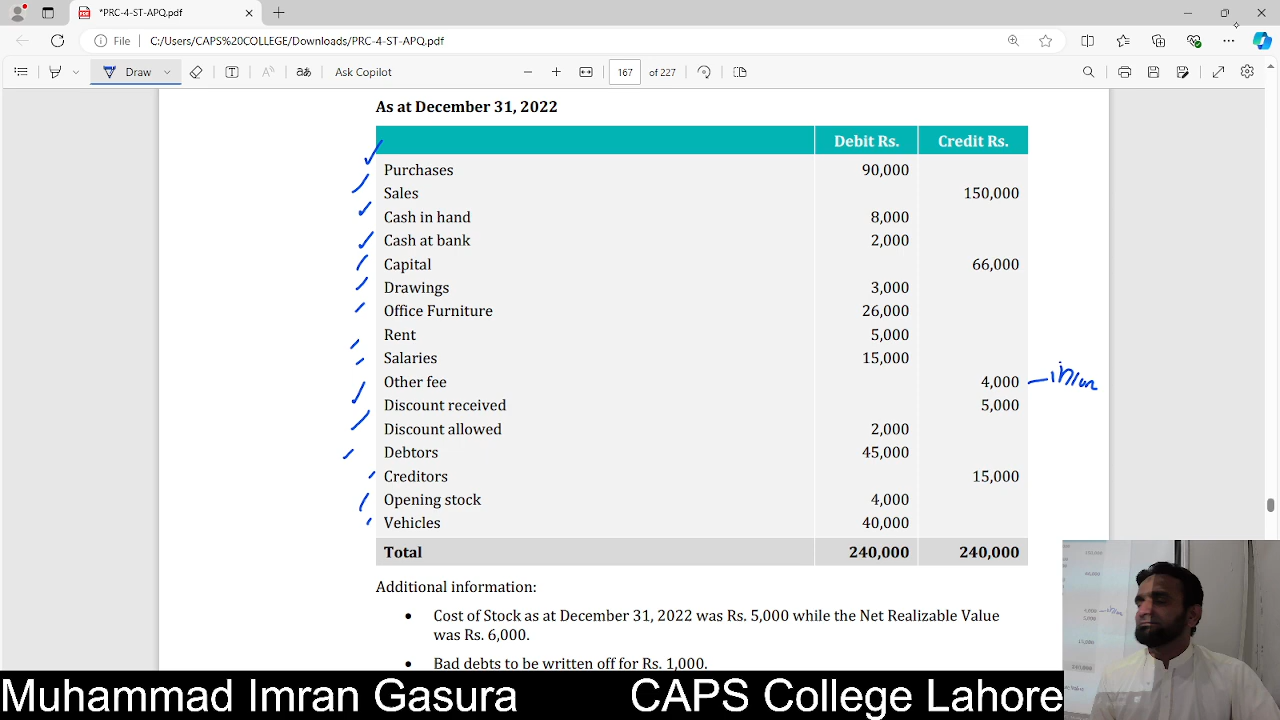 *PRC-4-ST-APQ.pdf
File C:/Users/CAPS%20COLLEGE/Downloads/PRC-4-ST-APQ.pdf
Draw Ask Copilot 167 of 227
As at December 31, 2022
Debit Rs. Credit Rs.
Purchases 90,000
Sales 150,000
Cash in hand 8,000
Cash at bank 2,000
Capital 66,000
Drawings 3,000
Office Furniture 26,000
Rent 5,000
Salaries 15,000
Other fee 4,000
Discount received 5,000
Discount allowed 2,000
Debtors 45,000
Creditors 15,000
Opening stock 4,000
Vehicles 40,000
Total 240,000 240,000
Additional information:
• Cost of Stock as at December 31, 2022 was Rs. 5,000 while the Net Realizable Value
was Rs. 6,000.
• Bad debts to be written off for Rs. 1,000.
Muhammad Imran Gasura CAPS College Lahore